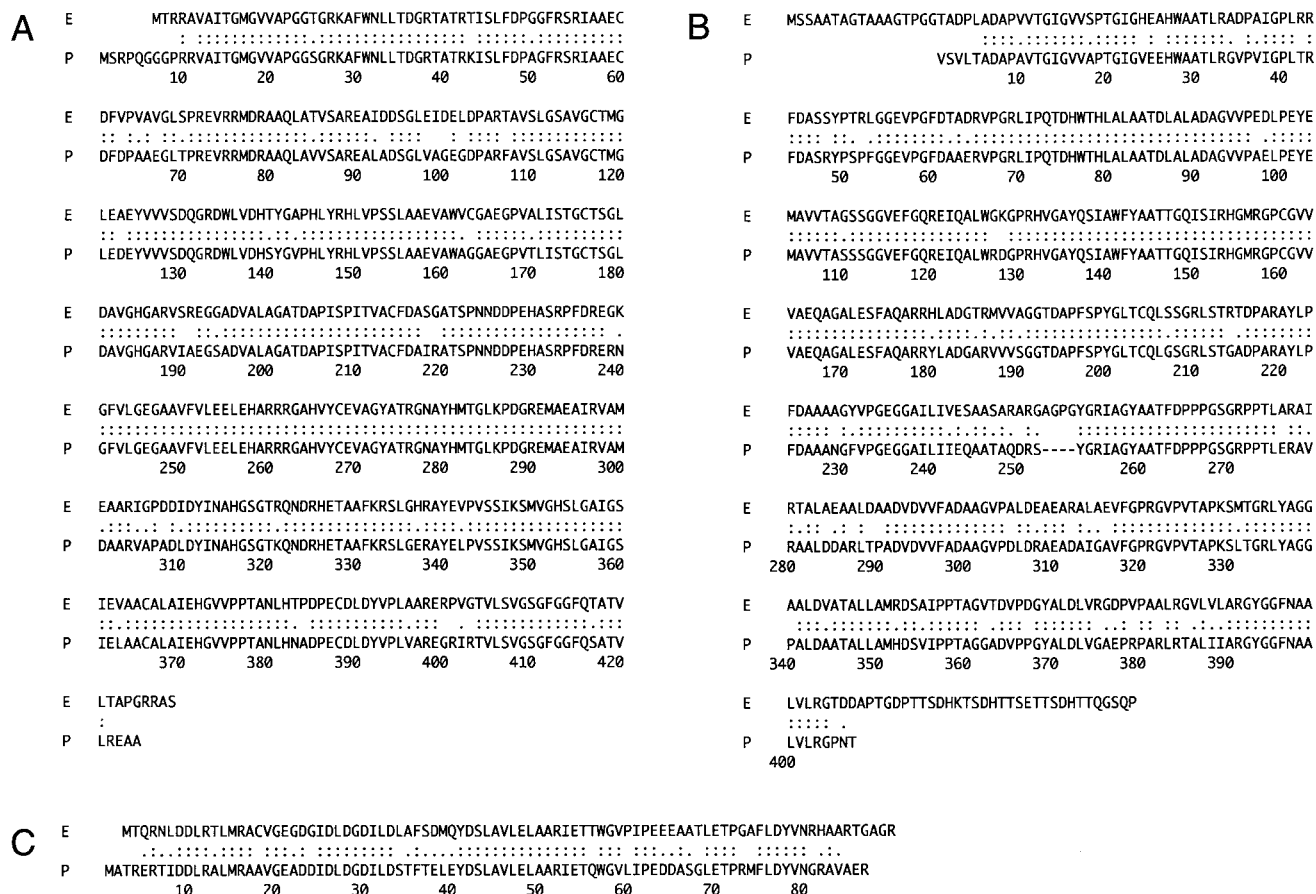 A
E MTRRAVAITGMGVVAPGGTGRKAFWNLLTDGRTATRTISLFDPGGFRSRIAAEC
P MSRPQGGGPRRVAITGMGVVAPGGSGRKAFWNLLTDGRTATRKISLFDPAGFRSRIAAEC
10 20 30 40 50 60
E DFVPVAVGLSPREVRRMDRAAQLATVSAREAIDDSGLEIDELDPARTAVSLGSAVGCTMG
P DFDPAAEGLTPREVRRMDRAAQLAVVSAREALADSGLVAGEGDPARFAVSLGSAVGCTMG
70 80 90 100 110 120
E LEAEYVVVSDQGRDWLVDHTYGAPHLYRHLVPSSLAAEVAWVCGAEGPVALISTGCTSGL
P LEDEYVVVSDQGRDWLVDHSYGVPHLYRHLVPSSLAAEVAWAGGAEGPVTLISTGCTSGL
130 140 150 160 170 180
E DAVGHGARVSREGGADVALAGATDAPISPITVACFDASGATSPNNDDPEHASRPFDREGK
P DAVGHGARVIAEGSADVALAGATDAPISPITVACFDAIRATSPNNDDPEHASRPFDRERN
190 200 210 220 230 240
E GFVLGEGAAVFVLEELEHARRRGAHVYCEVAGYATRGNAYHMTGLKPDGREMAEAIRVAM
P GFVLGEGAAVFVLEELEHARRRGAHVYCEVAGYATRGNAYHMTGLKPDGREMAEAIRVAM
250 260 270 280 290 300
E EAARIGPDDIDYINAHGSGTRQNDRHETAAFKRSLGHRAYEVPVSSIKSMVGHSLGAIGS
P DAARVAPADLDYINAHGSGTKQNDRHETAAFKRSLGERAYELPVSSIKSMVGHSLGAIGS
310 320 330 340 350 360
E IEVAACALAIEHGVVPPTANLHTPDPECDLDYVPLAARERPVGTVLSVGSGFGGFQTATV
P IELAACALAIEHGVVPPTANLHNADPECDLDYVPLVAREGRIRTVLSVGSGFGGFQSATV
370 380 390 400 410 420
E LTAPGRRAS
P LREAA
B
E MSSAATAGTAAAGTPGGTADPLADAPVVTGIGVVSPTGIGHEAHWAATLRADPAIGPLRR
P VSVLTADAPAVTGIGVVAPTGIGVEEHWAATLRGVPVIGPLTR
10 20 30 40
E FDASSYPTRLGGEVPGFDTADRVPGRLIPQTDHWTHLALAATDLALADAGVVPEDLPEYE
P FDASRYPSPFGGEVPGFDAAERVPGRLIPQTDHWTHLALAATDLALADAGVVPAELPEYE
50 60 70 80 90 100
E MAVVTAGSSGGVEFGQREIQALWGKGPRHVGAYQSIAWFYAATTGQISIRHGMRGPCGVV
P MAVVTASSSGGVEFGQREIQALWRDGPRHVGAYQSIAWFYAATTGQISIRHGMRGPCGVV
110 120 130 140 150 160
E VAEQAGALESFAQARRHLADGTRMVVAGGTDAPFSPYGLTCQLSSGRLSTRTDPARAYLP
P VAEQAGALESFAQARRYLADGARVVVSGGTDAPFSPYGLTCQLGSGRLSTGADPARAYLP
170 180 190 200 210 220
E FDAAAAGYVPGEGGAILIVESAASARARGAGPGYGRIAGYAATFDPPPGSGRPPTLARAI
P FDAAANGFVPGEGGAILIIEQAATAQDRS----YGRIAGYAATFDPPPGSGRPPTLERAV
230 240 250 260 270
E RTALAEAALDAADVDVVFADAAGVPALDEAEARALAEVFGPRGVPVTAPKSMTGRLYAGG
P RAALDDARLTPADVDVVFADAAGVPDLDRAEADAIGAVFGPRGVPVTAPKSLTGRLYAGG
280 290 300 310 320 330
E AALDVATALLAMRDSAIPPTAGVTDVPDGYALDLVRGDPVPAALRGVLVLARGYGGFNAA
P PALDAATALLAMHDSVIPPTAGGADVPPGYALDLVGAEPRPARLRTALIIARGYGGFNAA
340 350 360 370 380 390
E LVLRGTDDAPTGDPTTSDHKTSDHTTSETTSDHTTQGSQP
P LVLRGPNT
400
C
E MTQRNLDDLRTLMRACVGEGDGIDLDGDILDLAFSDMQYDSLAVLELAARIETTWGVPIPEEEAATLETPGAFLDYVNRHAARTGAGR
P MATRERTIDDLRALMRAAVGEADDIDLDGDILDSTFTELEYDSLAVLELAARIETQWGVLIPEDDASGLETPRMFLDYVNGRAVAER
10 20 30 40 50 60 70 80